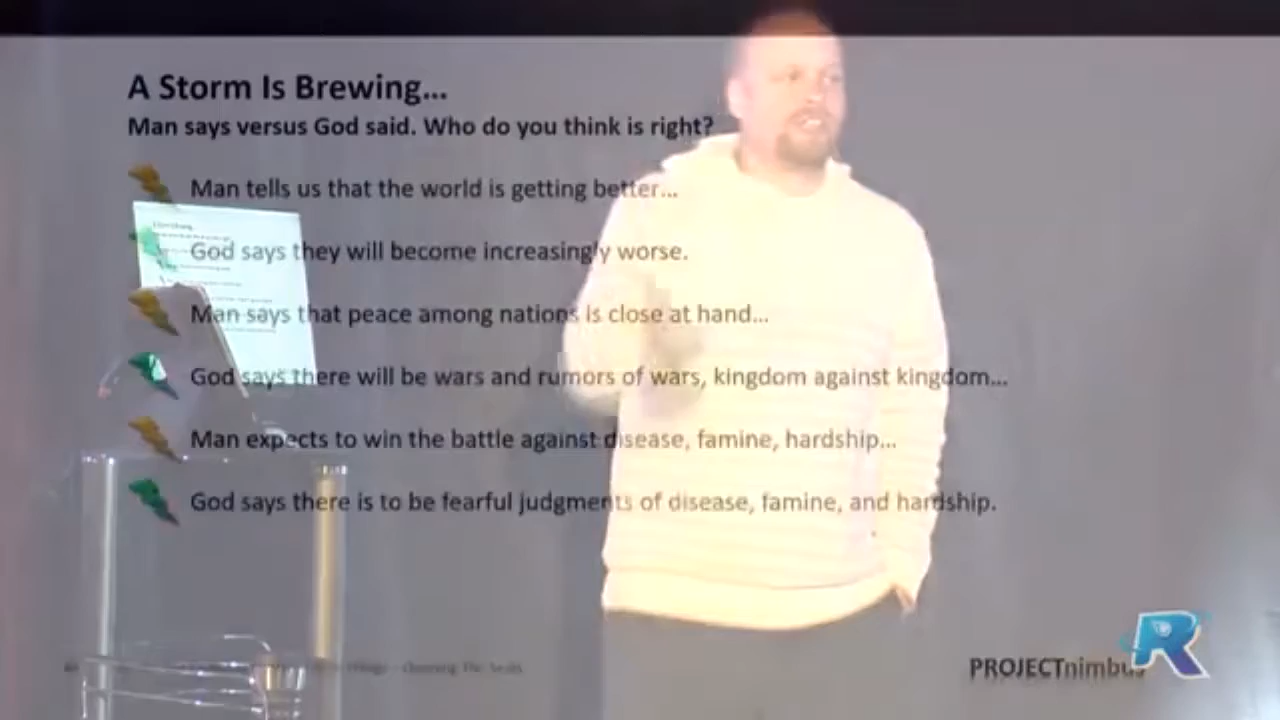 A Storm Is Brewing...
Man says versus God said. Who do you think is right?
Man tells us that the world is getting better...
God says they will become increasingly worse.
Man says that peace among nations is close at hand...
God says there will be wars and rumors of wars, kingdom against kingdom...
Man expects to win the battle against disease, famine, hardship...
God says there is to be fearful judgments of disease, famine, and hardship.
Opening The Seals
PROJECTnimbus
R